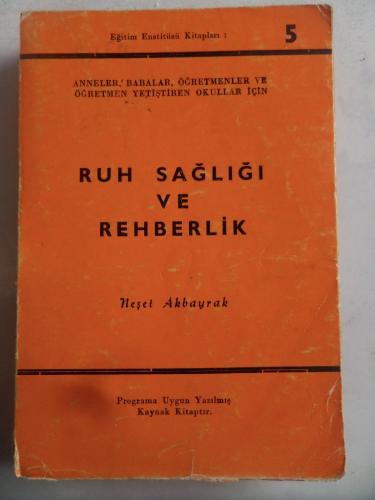 Eğitim Enstitüsü Kitapları : 5
ANNELER, BABALAR, ÖĞRETMENLER VE
ÖĞRETMEN YETİŞTİREN OKULLAR İÇİN
RUH SAĞLIĞI
VE
REHBERLİK
Neşet Akbayrak
Programa Uygun Yazılmış
Kaynak Kitaptır.